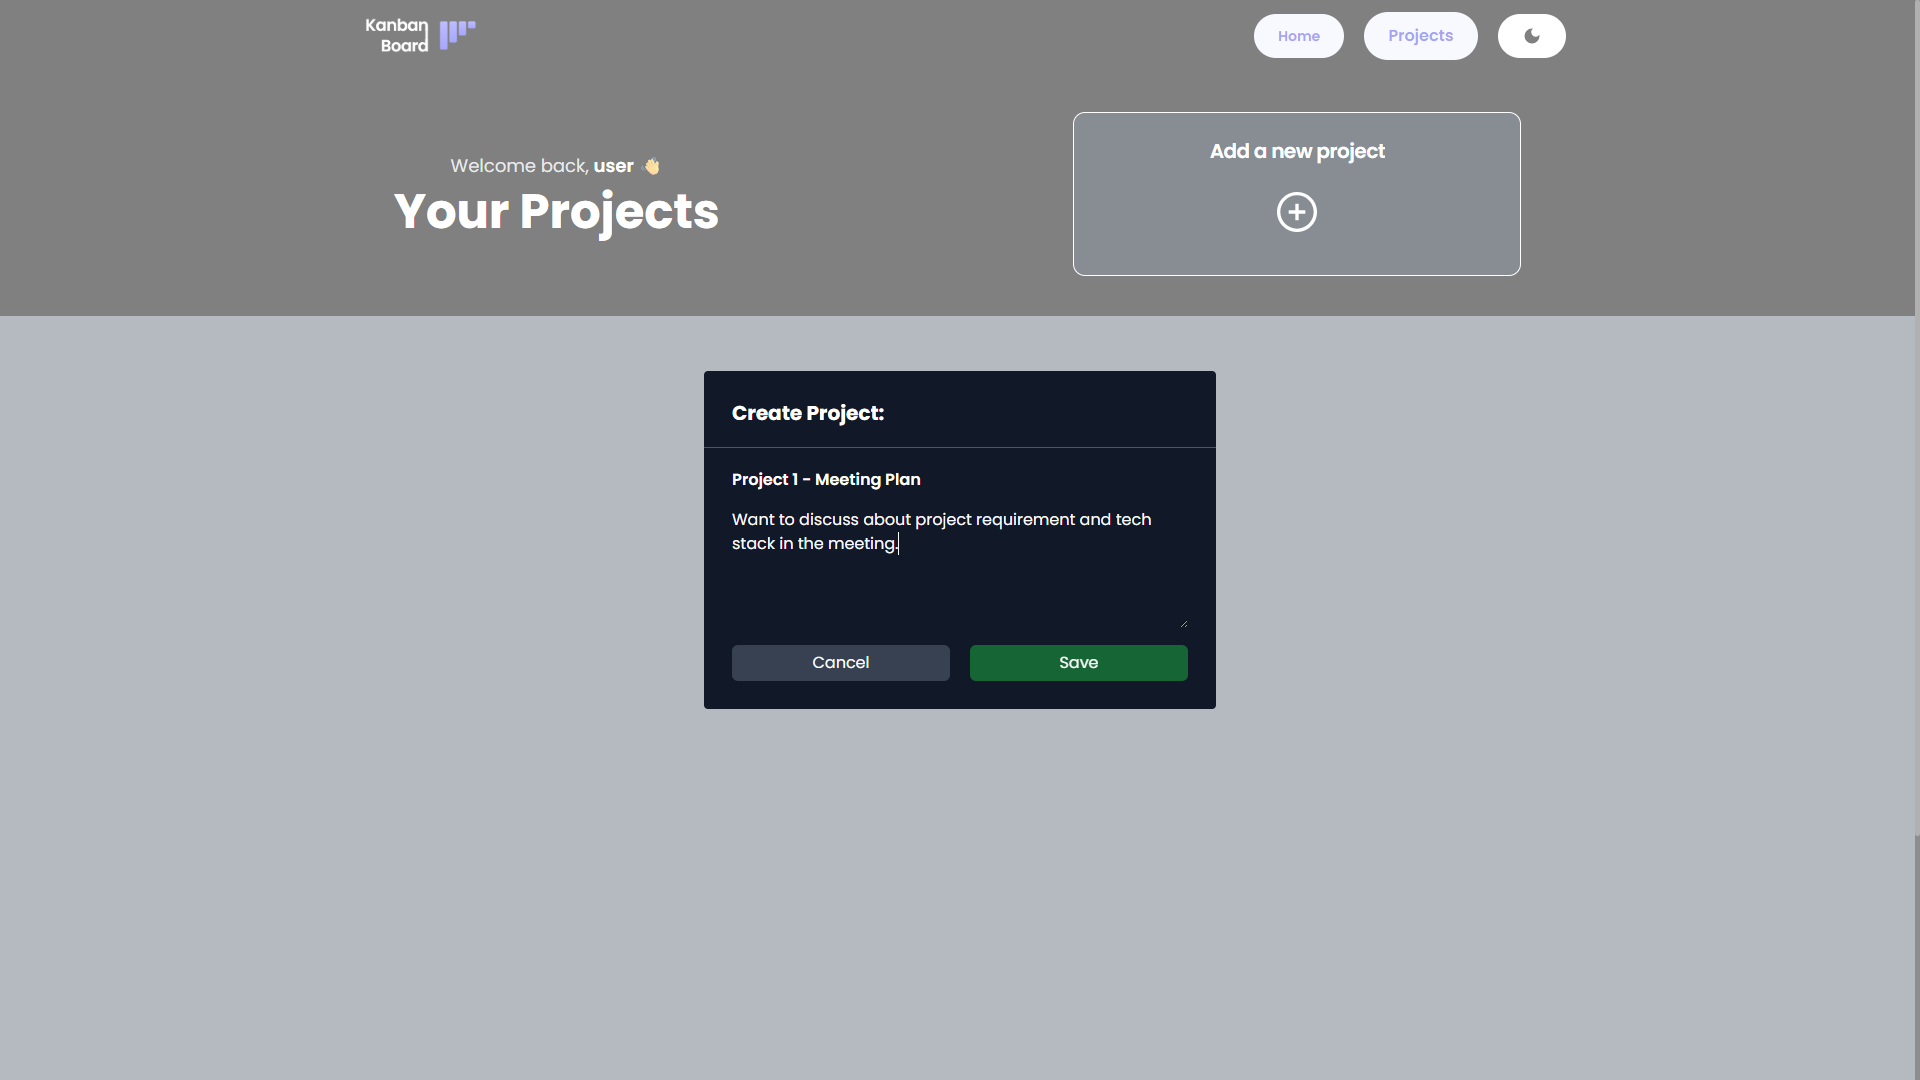 Kanban
Board
Home
Projects
Welcome back, user 👋
Your Projects
Add a new project
Create Project:
Project 1 - Meeting Plan
Want to discuss about project requirement and tech
stack in the meeting.
Cancel
Save